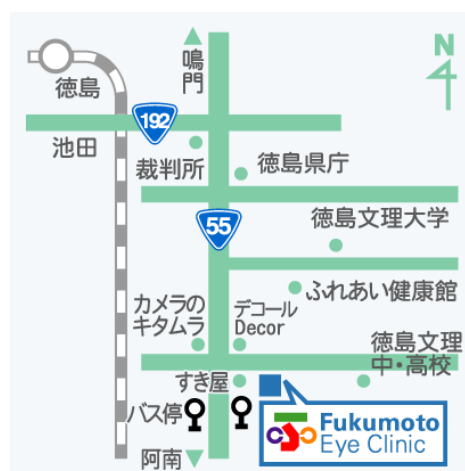 鳴門
N
徳島
192
池田
裁判所
徳島県庁
55
徳島文理大学
ふれあい健康館
カメラの
キタムラ
デコール
Decor
徳島文理
中・高校
すき屋
バス停
Fukumoto
Eye Clinic
阿南